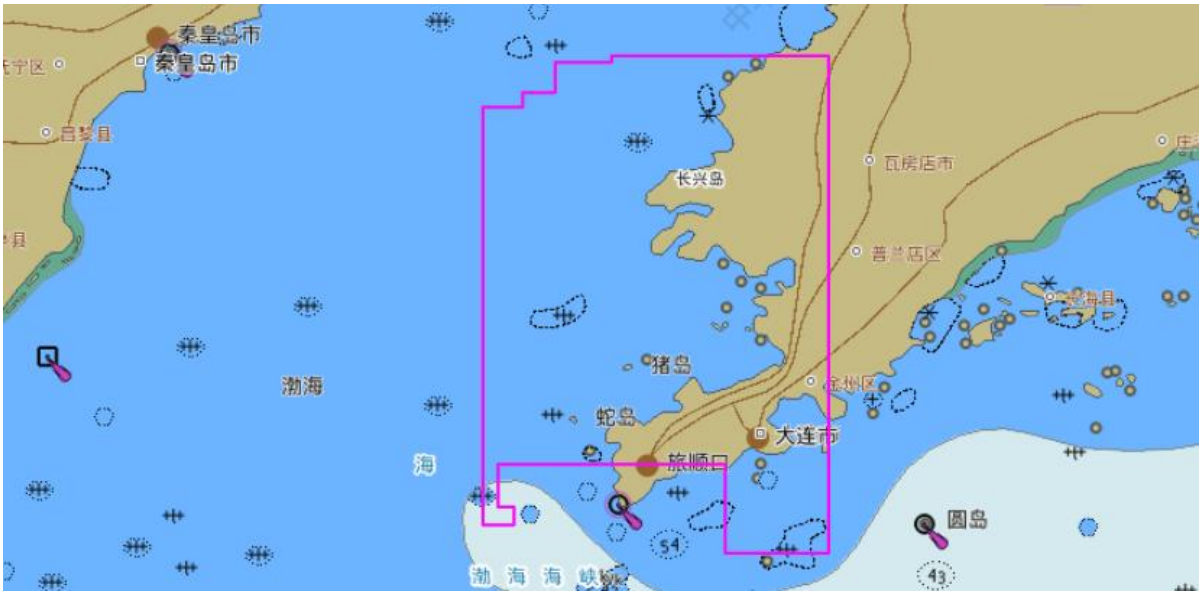 秦皇岛市
秦皇岛市
抚宁区
昌黎县
长兴岛
瓦房店市
普兰店区
长海县
猪岛
渤海
金州区
蛇岛
大连市
旅顺口
海
圆岛
54
渤海海峡
43